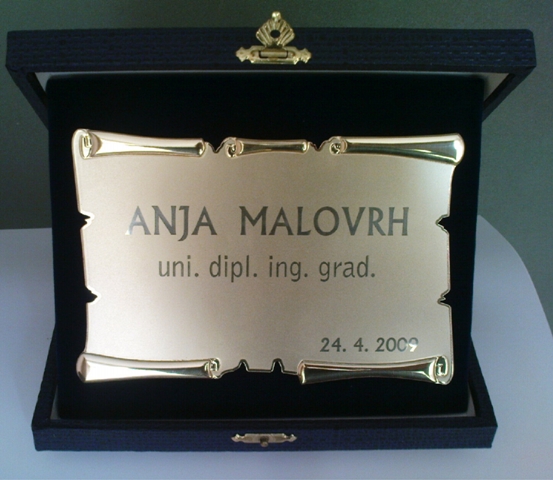 ANJA MALOVRH
uni. dipl. ing. grad.
24. 4. 2009